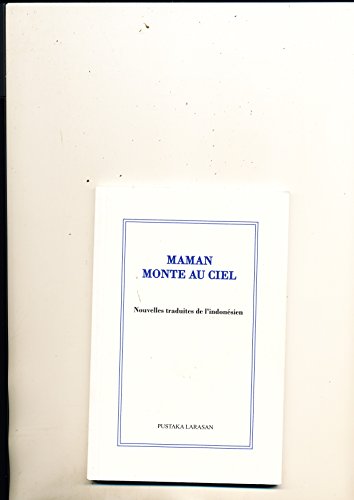 MAMAN
MONTE AU CIEL
Nouvelles traduites de l'indonésien
PUSTAKA LARASAN